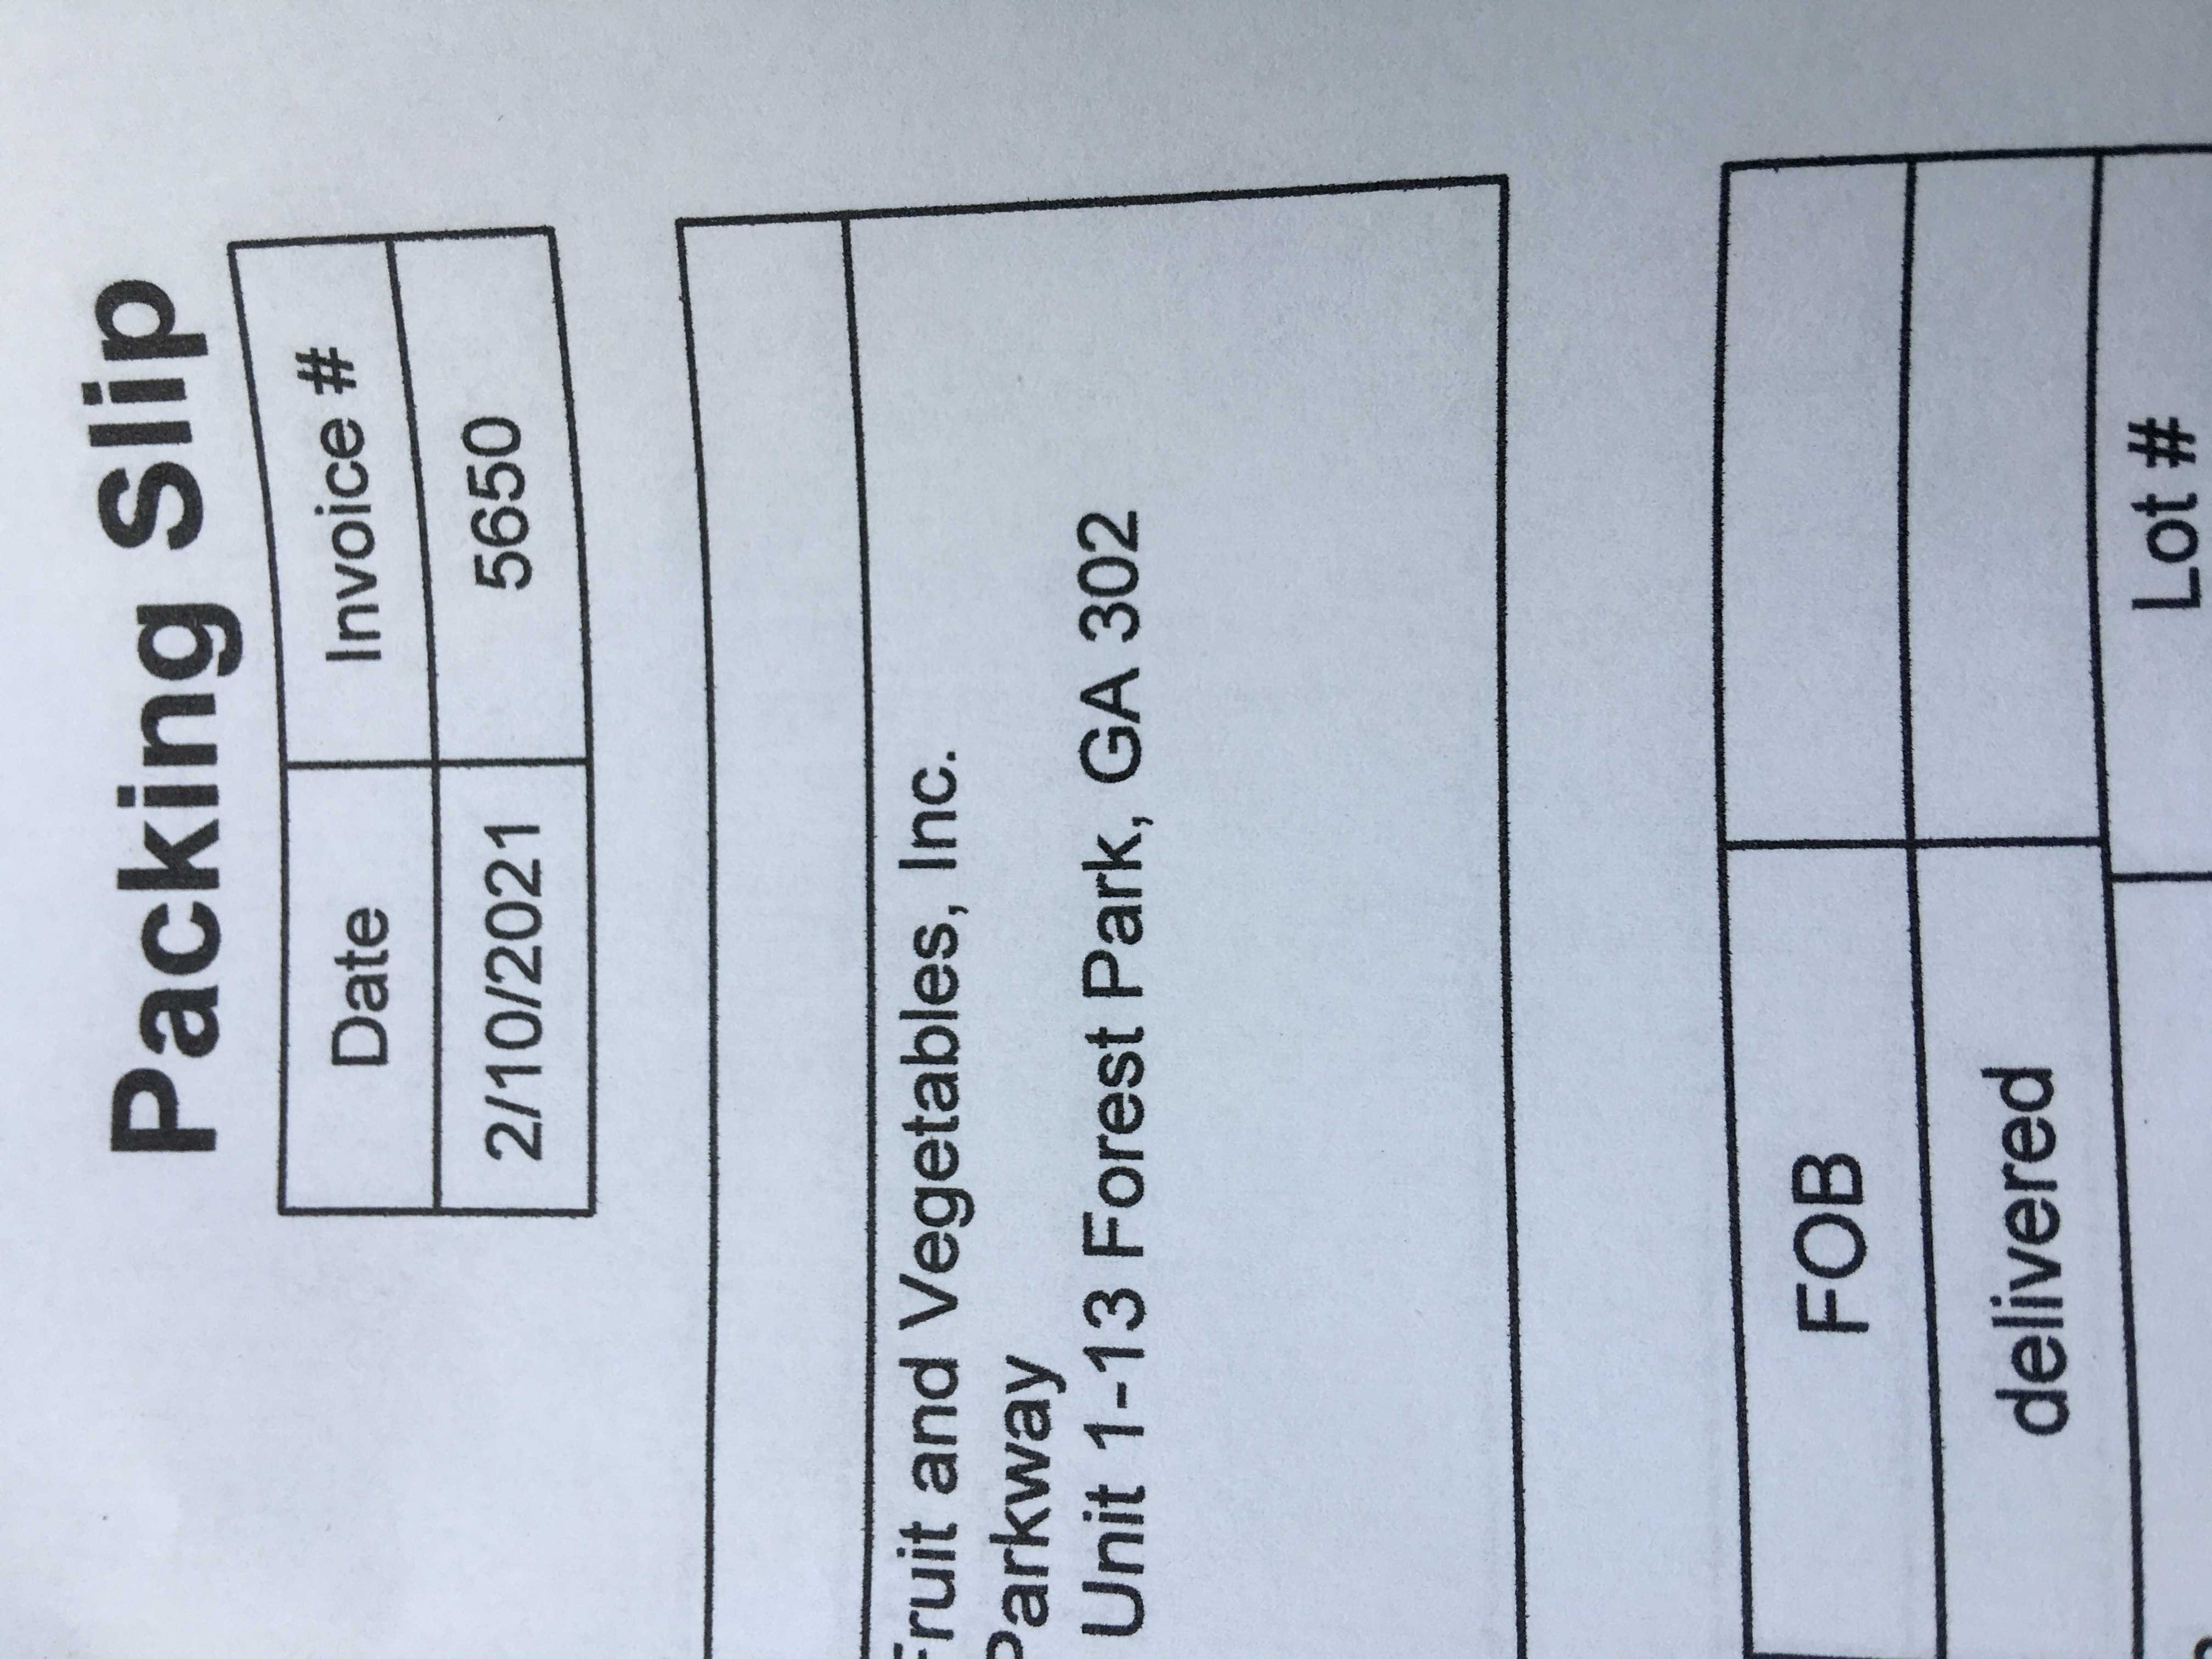 Packing Slip
Date Invoice #
2/10/2021 5650
Fruit and Vegetables, Inc.
Parkway
Unit 1-13 Forest Park, GA 302
FOB
delivered
Lot #